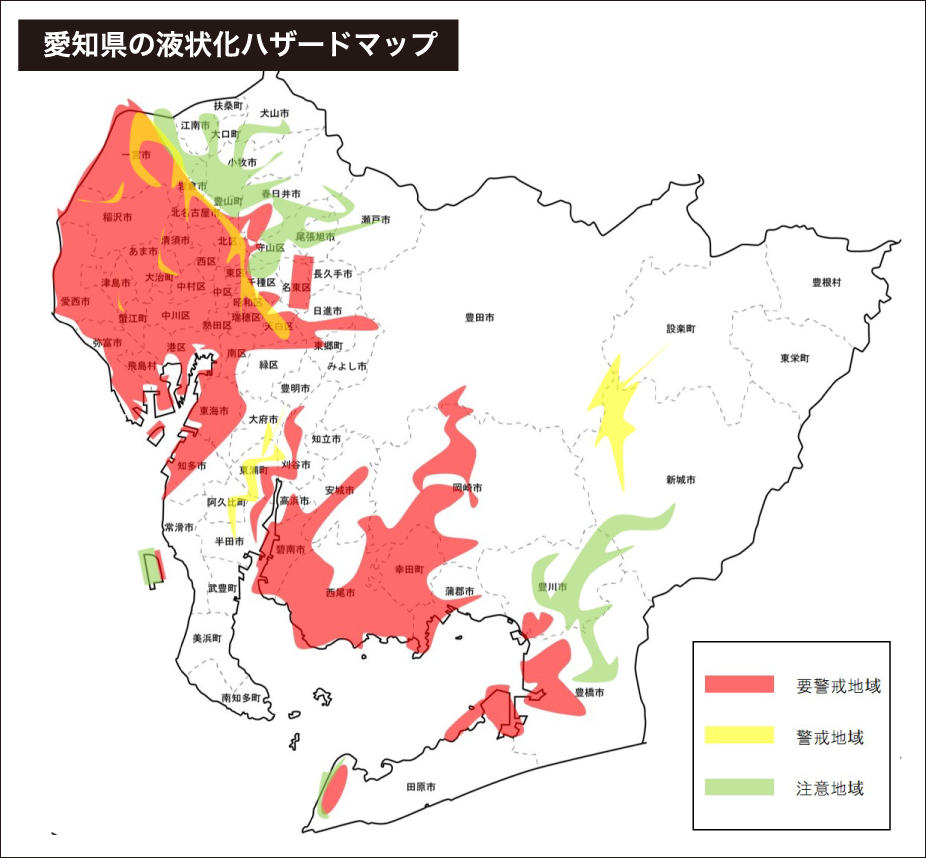 愛知県の液状化ハザードマップ
扶桑町
犬山市
江南市
大口町
一宮市
小牧市
岩倉市
春日井市
豊山町
稲沢市
北名古屋市
瀬戸市
清須市
北区
尾張旭市
守山区
あま市
西区
東区
長久手市
大治町
千種区
津島市
中村区
名東区
中区
豊根村
愛西市
昭和区
日進市
蟹江町
中川区
瑞穂区
豊田市
熱田区
天白区
設楽町
弥富市
港区
南区
東郷町
東栄町
飛島村
緑区
みよし市
豊明市
東海市
大府市
知立市
知多市
東浦町
刈谷市
新城市
安城市
岡崎市
阿久比町
高浜市
常滑市
半田市
碧南市
幸田町
武豊町
西尾市
蒲郡市
豊川市
美浜町
要警戒地域
南知多町
豊橋市
警戒地域
田原市
注意地域